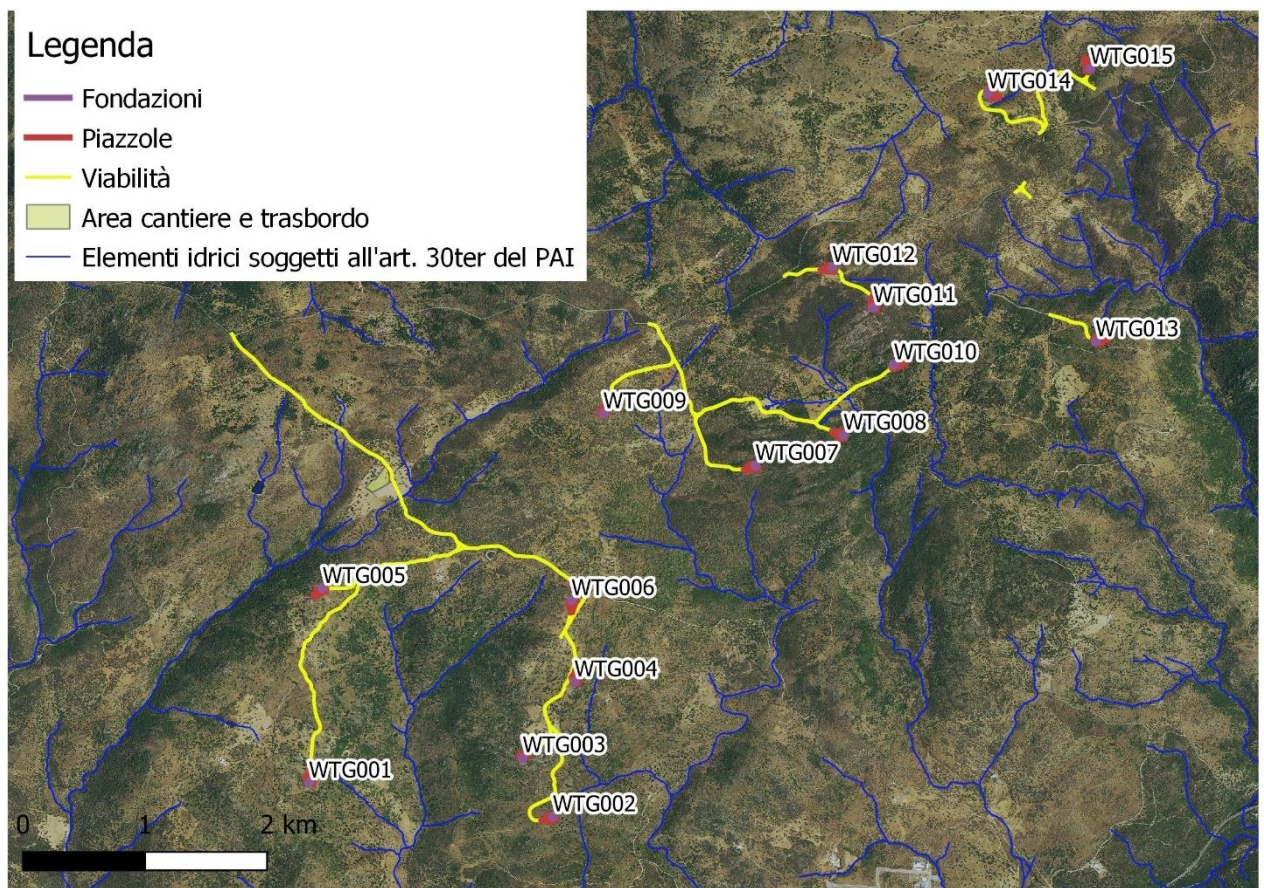 Legenda
Fondazioni
Piazzole
Viabilità
Area cantiere e trasbordo
Elementi idrici soggetti all'art. 30ter del PAI
WTG015
WTG014
WTG012
WTG011
WTG013
WTG010
WTG009
WTG008
WTG007
WTG005
WTG006
WTG004
WTG003
WTG001
WTG002
0 1 2 km